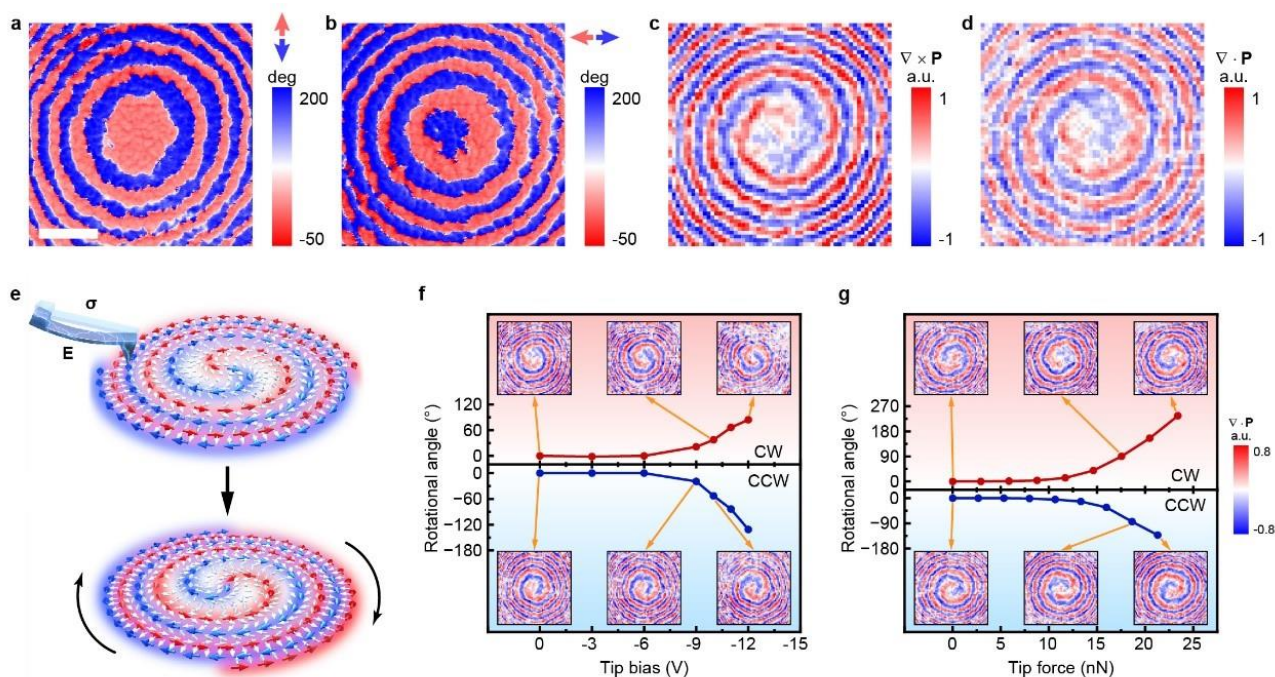 a
deg
200
-50
b
deg
200
-50
c
∇ × P
a.u.
1
-1
d
∇ · P
a.u.
1
-1
e
σ
E
f
Rotational angle (°)
120
60
0
CW
CCW
0
−60
−120
−180
0
-3
-6
-9
-12
-15
Tip bias (V)
g
Rotational angle (°)
270
180
90
0
CW
CCW
0
−90
−180
0
5
10
15
20
25
Tip force (nN)
∇ · P
a.u.
0.8
-0.8